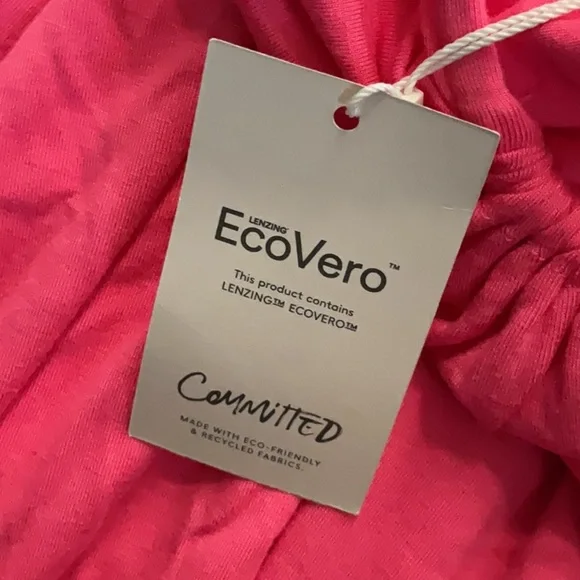 LENZING
EcoVero™
This product contains
LENZING™ ECOVERO™
COMMITTED
MADE WITH ECO-FRIENDLY
& RECYCLED FABRICS.